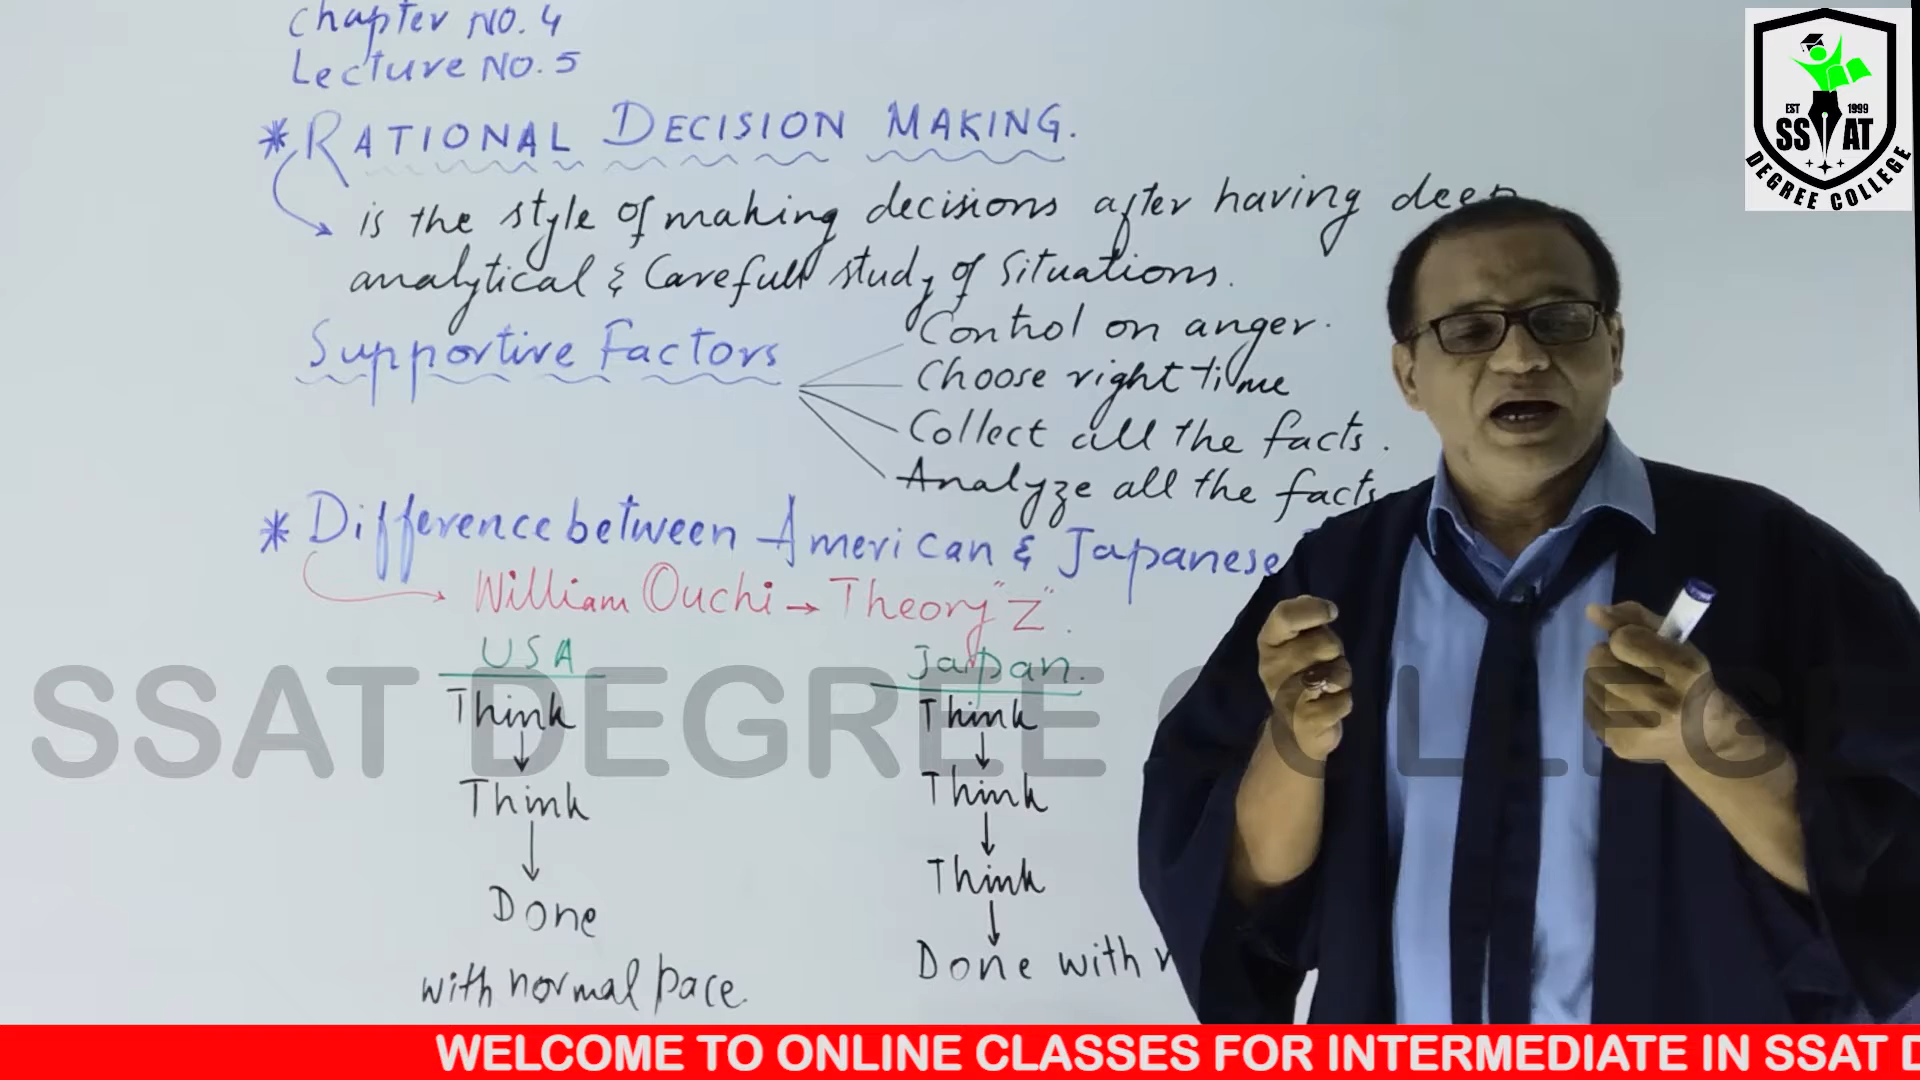 Chapter NO. 4
Lecture NO. 5
* RATIONAL DECISION MAKING.
is the style of making decisions after having deep
analytical & Carefull study of Situations.
Supportive Factors
Control on anger.
Choose right time
Collect all the facts.
Analyze all the facts
* Difference between American & Japanese
William Ouchi → Theory "Z".
USA
Think
Think
Done
with normal pace.
Japan.
Think
Think
Think
Done with
SSAT DEGREE COLLEGE
EST 1999
SSAT
DEGREE COLLEGE
WELCOME TO ONLINE CLASSES FOR INTERMEDIATE IN SSAT D